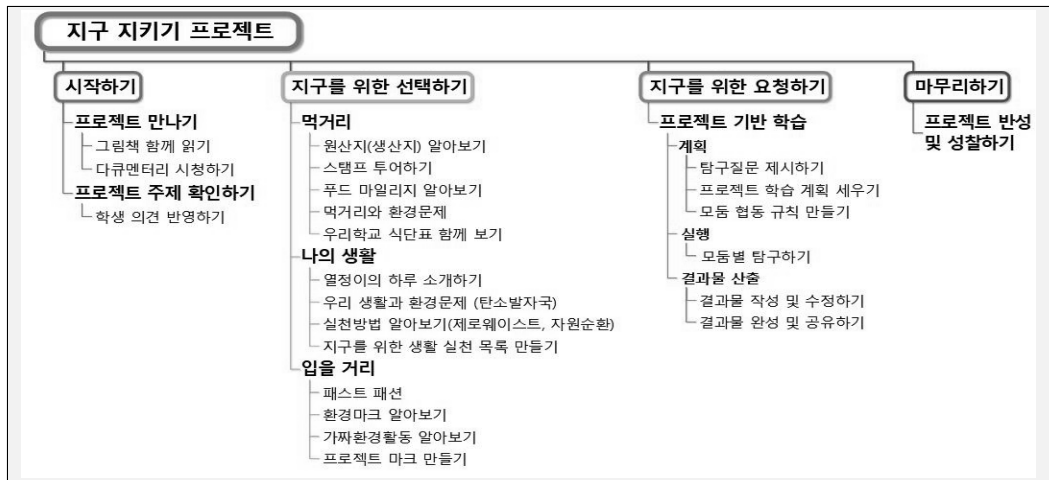 지구 지키기 프로젝트
시작하기
프로젝트 만나기
그림책 함께 읽기
다큐멘터리 시청하기
프로젝트 주제 확인하기
학생 의견 반영하기
지구를 위한 선택하기
먹거리
원산지(생산지) 알아보기
스탬프 투어하기
푸드 마일리지 알아보기
먹거리와 환경문제
우리학교 식단표 함께 보기
나의 생활
열정이의 하루 소개하기
우리 생활과 환경문제 (탄소발자국)
실천방법 알아보기(제로웨이스트, 자원순환)
지구를 위한 생활 실천 목록 만들기
입을 거리
패스트 패션
환경마크 알아보기
가짜환경활동 알아보기
프로젝트 마크 만들기
지구를 위한 요청하기
프로젝트 기반 학습
계획
탐구질문 제시하기
프로젝트 학습 계획 세우기
모둠 협동 규칙 만들기
실행
모둠별 탐구하기
결과물 산출
결과물 작성 및 수정하기
결과물 완성 및 공유하기
마무리하기
프로젝트 반성
및 성찰하기